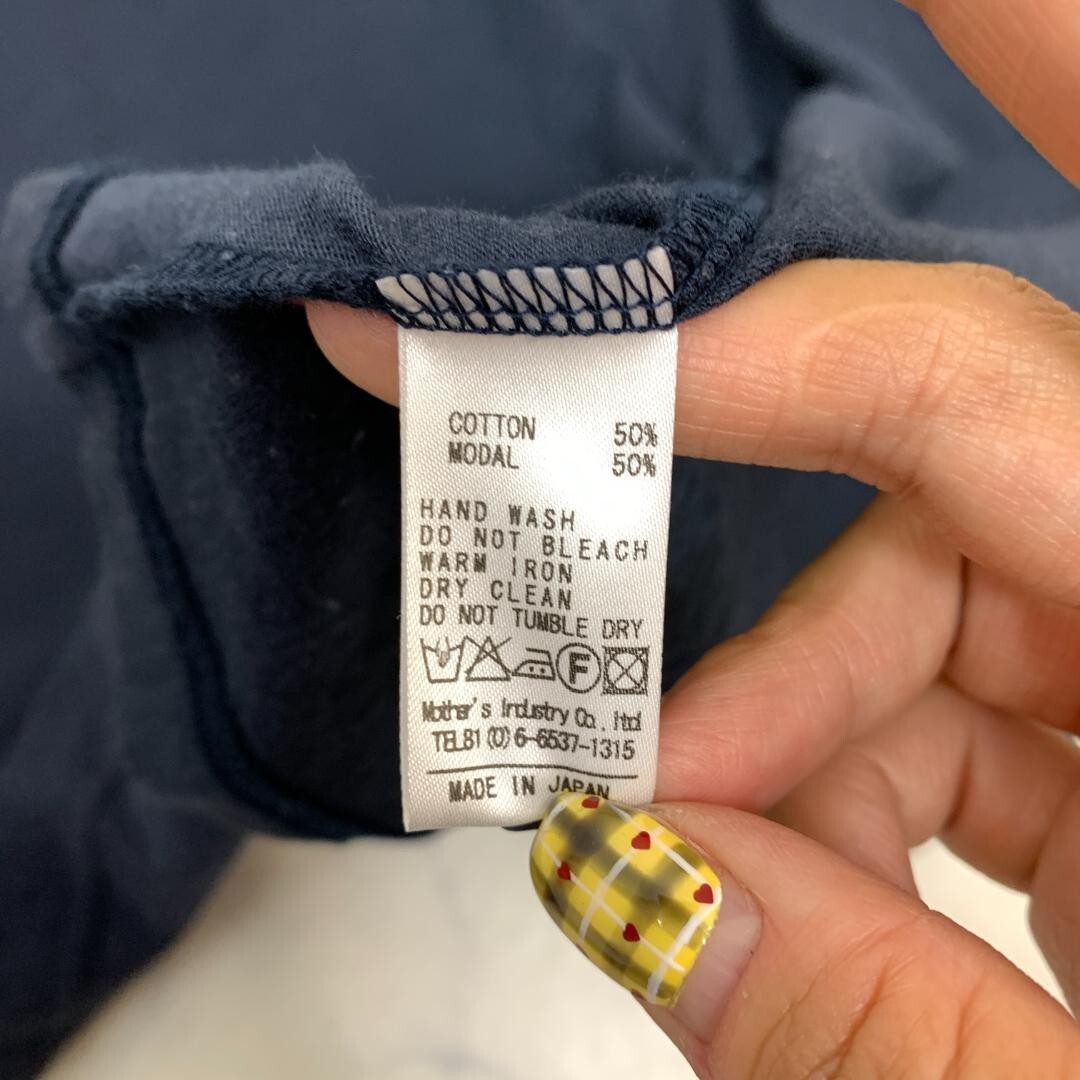 COTTON 50%
MODAL 50%
HAND WASH
DO NOT BLEACH
WARM IRON
DRY CLEAN
DO NOT TUMBLE DRY
F
Mother's Industry Co., ltd
TEL81(0)6-6537-1315
MADE IN JAPAN